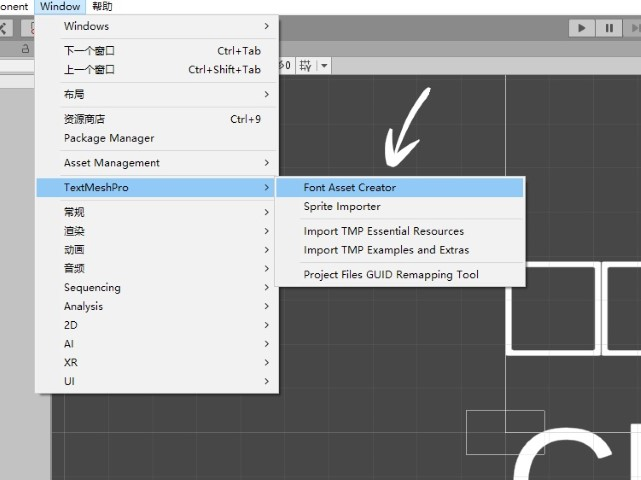 onent Window 帮助
Windows
下一个窗口 Ctrl+Tab
上一个窗口 Ctrl+Shift+Tab
布局
资源商店 Ctrl+9
Package Manager
Asset Management
TextMeshPro
Font Asset Creator
Sprite Importer
Import TMP Essential Resources
Import TMP Examples and Extras
Project Files GUID Remapping Tool
常规
渲染
动画
音频
Sequencing
Analysis
2D
AI
XR
UI